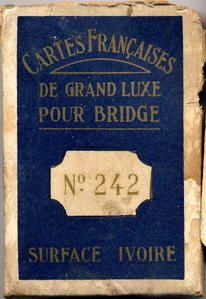 CARTES FRANÇAISES
DE GRAND LUXE
POUR BRIDGE
Nº 242
SURFACE IVOIRE